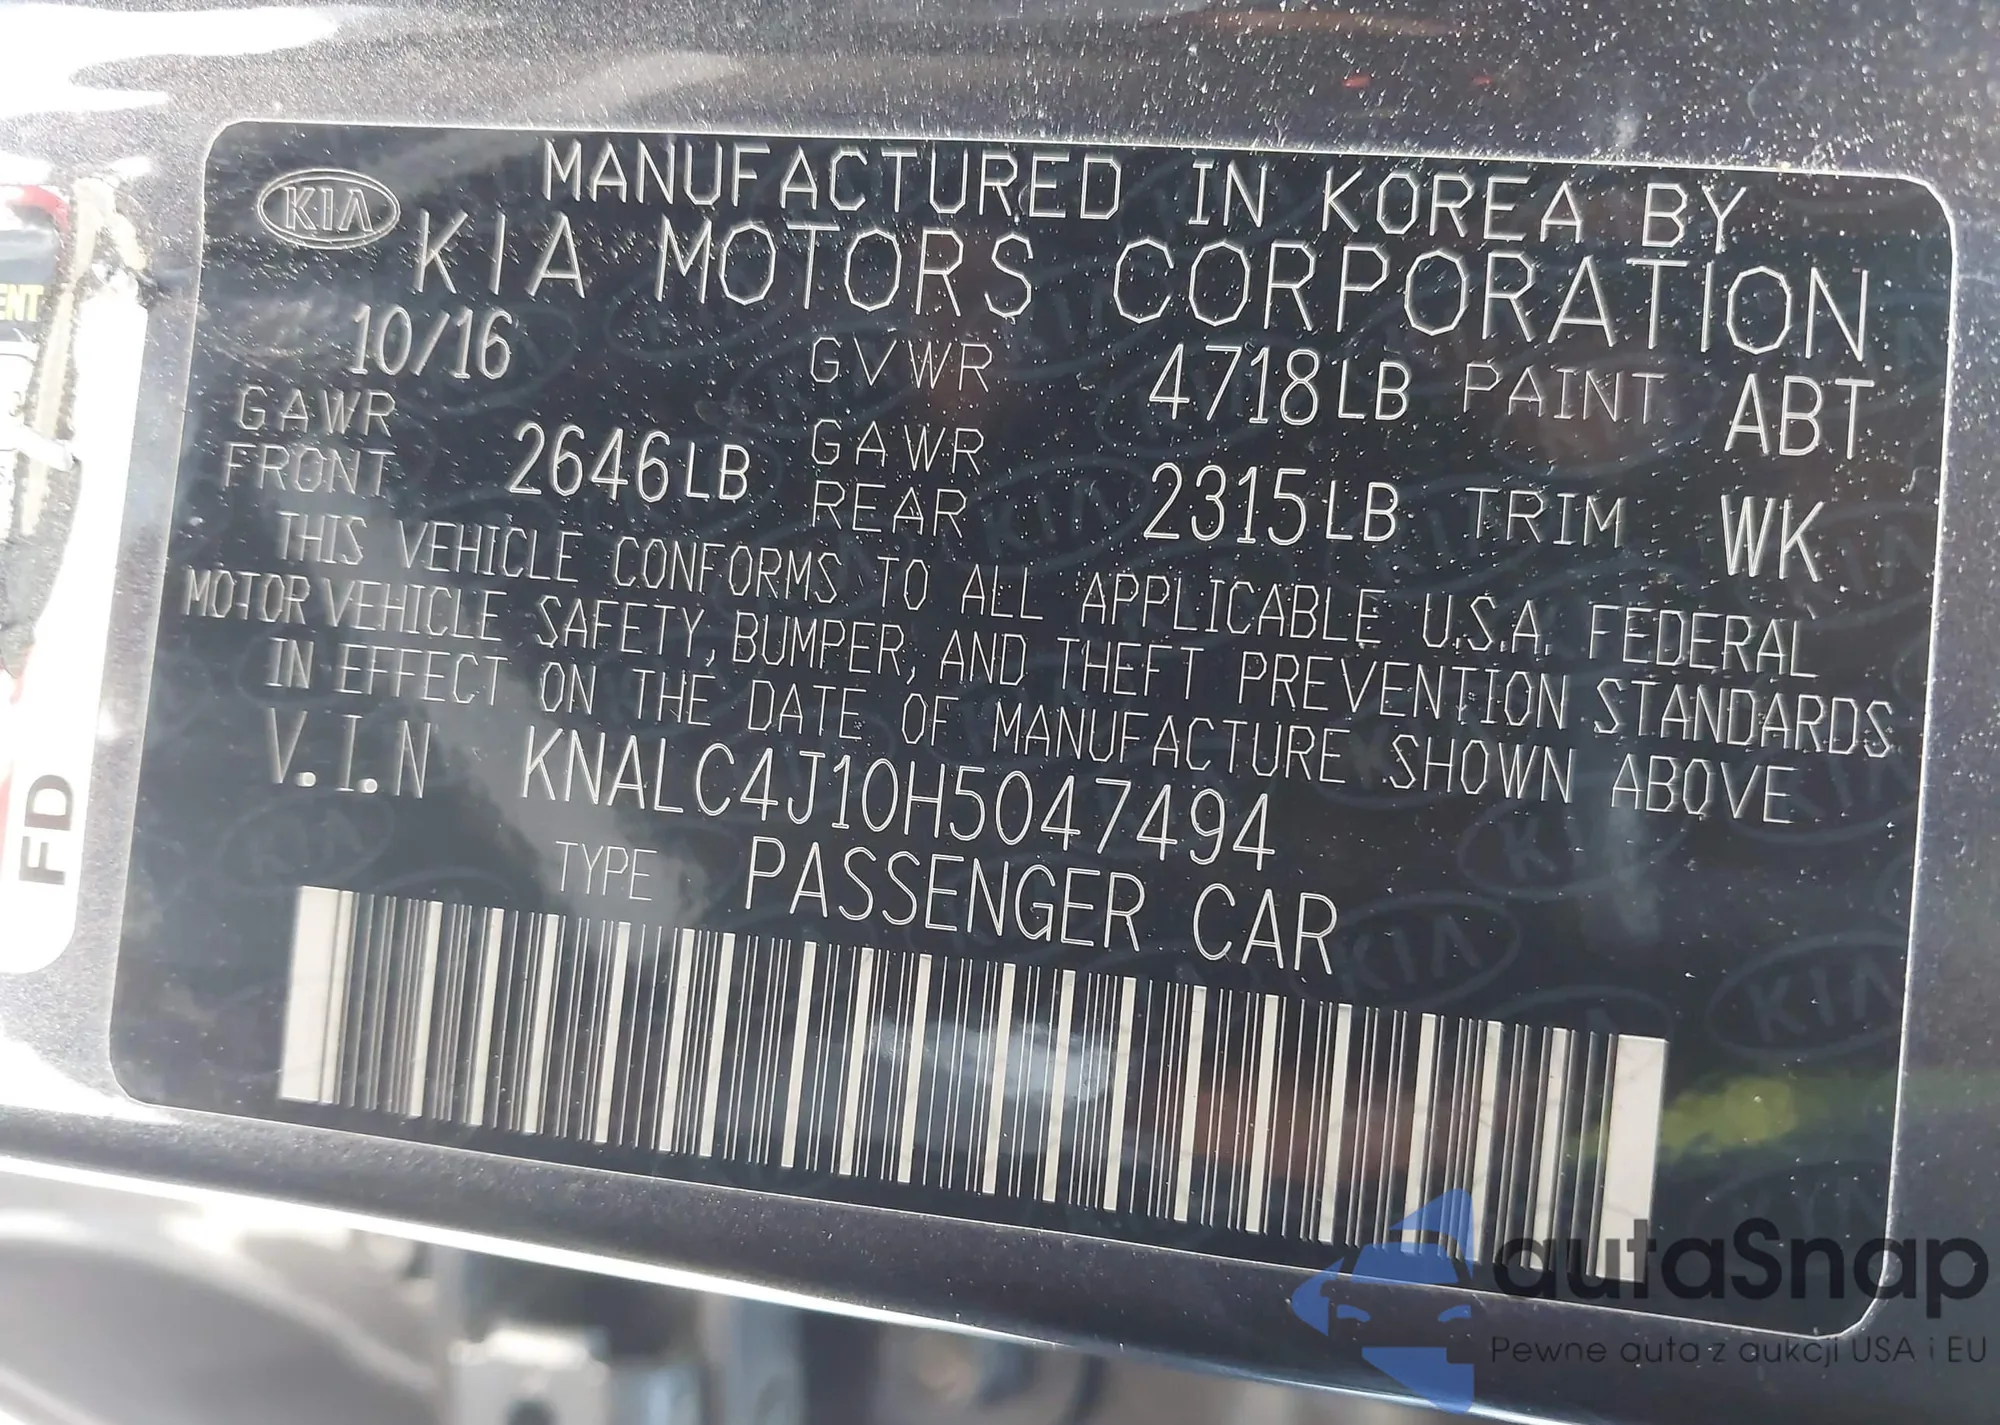 KIA
MANUFACTURED IN KOREA BY
KIA MOTORS CORPORATION
10/16 GVWR 4718LB PAINT ABT
GAWR FRONT 2646LB GAWR REAR 2315LB TRIM WK
THIS VEHICLE CONFORMS TO ALL APPLICABLE U.S.A. FEDERAL
MOTOR VEHICLE SAFETY, BUMPER, AND THEFT PREVENTION STANDARDS
IN EFFECT ON THE DATE OF MANUFACTURE SHOWN ABOVE
V.I.N KNALC4J10H5047494
TYPE PASSENGER CAR
FD
autaSnap
Pewne auta z aukcji USA i EU